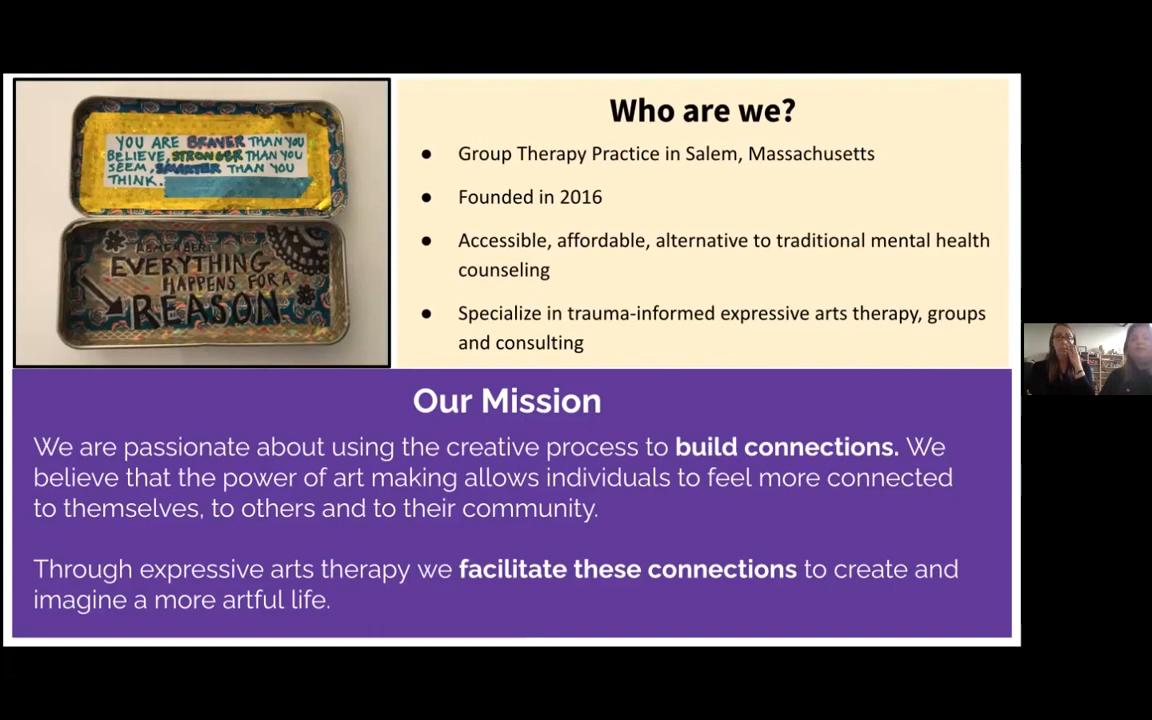 YOU ARE BRAVER THAN YOU
BELIEVE, STRONGER THAN YOU
SEEM, SMARTER THAN YOU
THINK.
REMEMBER:
EVERYTHING
HAPPENS FOR A
REASON
Who are we?
● Group Therapy Practice in Salem, Massachusetts
● Founded in 2016
● Accessible, affordable, alternative to traditional mental health
counseling
● Specialize in trauma-informed expressive arts therapy, groups
and consulting
Our Mission
We are passionate about using the creative process to build connections. We
believe that the power of art making allows individuals to feel more connected
to themselves, to others and to their community.
Through expressive arts therapy we facilitate these connections to create and
imagine a more artful life.